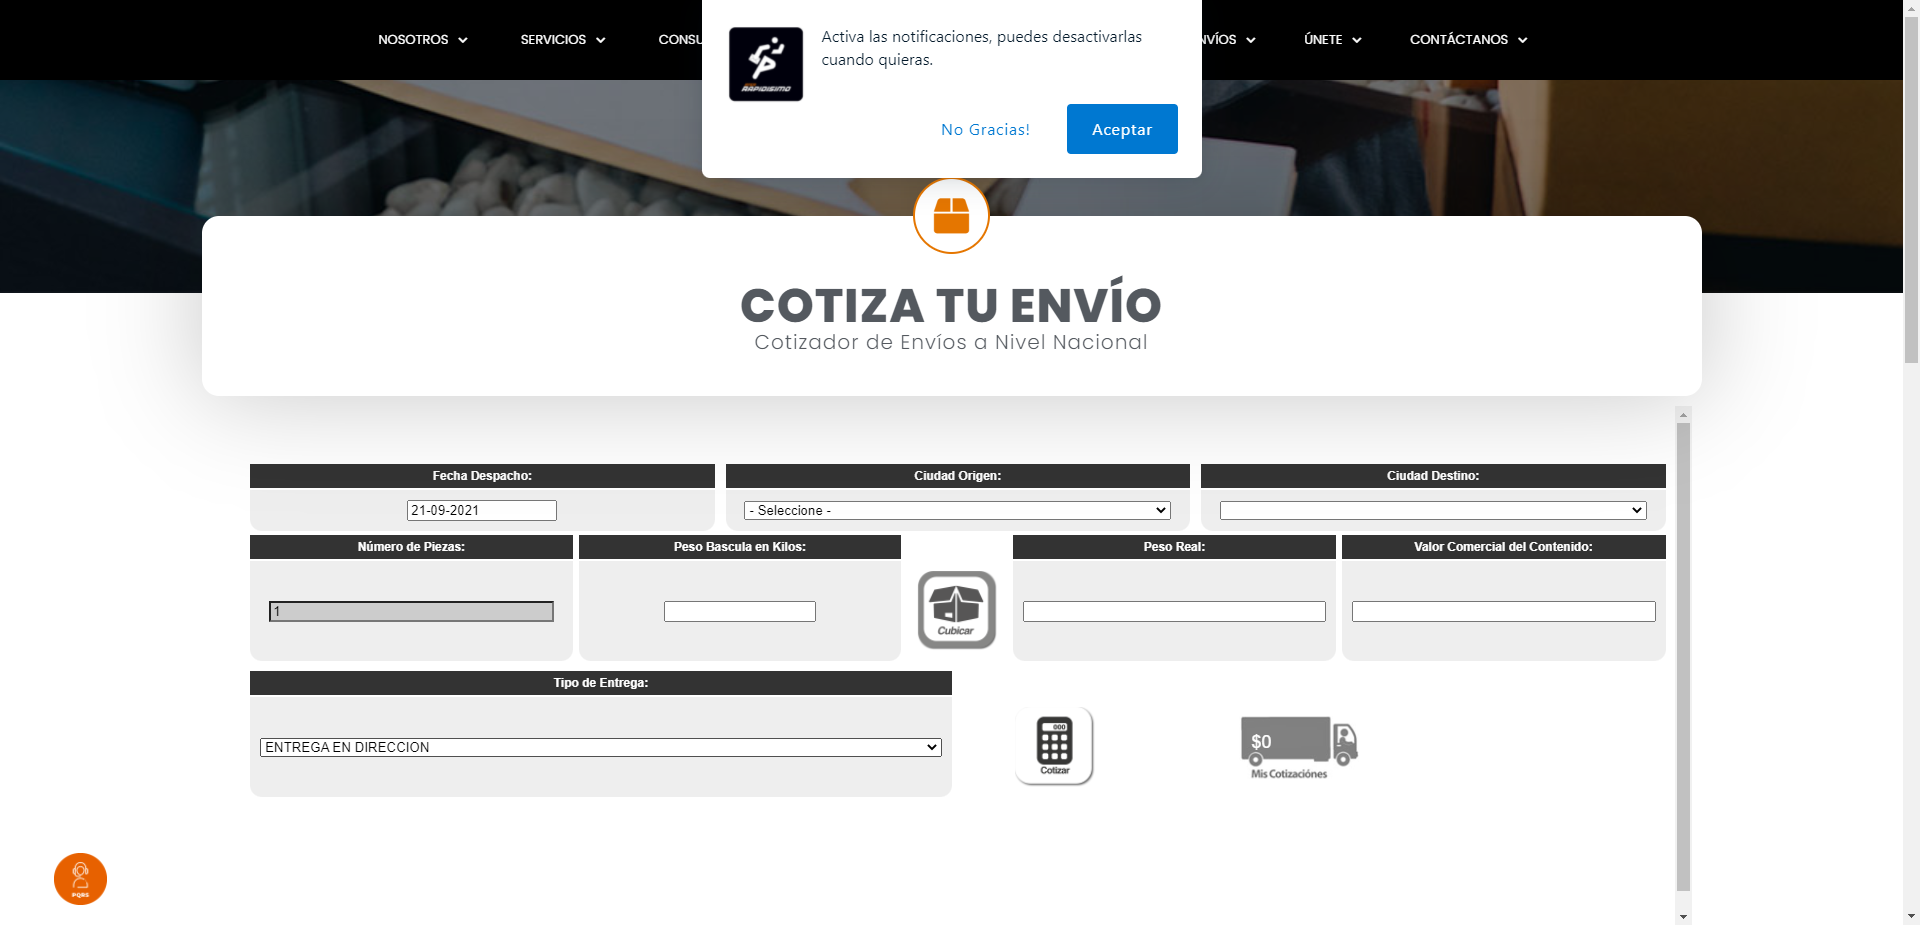 NOSOTROS
SERVICIOS
CONSU
NVÍOS
ÚNETE
CONTÁCTANOS
RAPIDISIMO
Activa las notificaciones, puedes desactivarlas
cuando quieras.
No Gracias!
Aceptar
COTIZA TU ENVÍO
Cotizador de Envíos a Nivel Nacional
Fecha Despacho:
Ciudad Origen:
Ciudad Destino:
21-09-2021
- Seleccione -
Número de Piezas:
Peso Bascula en Kilos:
Peso Real:
Valor Comercial del Contenido:
1
Cubicar
Tipo de Entrega:
ENTREGA EN DIRECCION
000
Cotizar
$0
Mis Cotizaciónes
PQRS